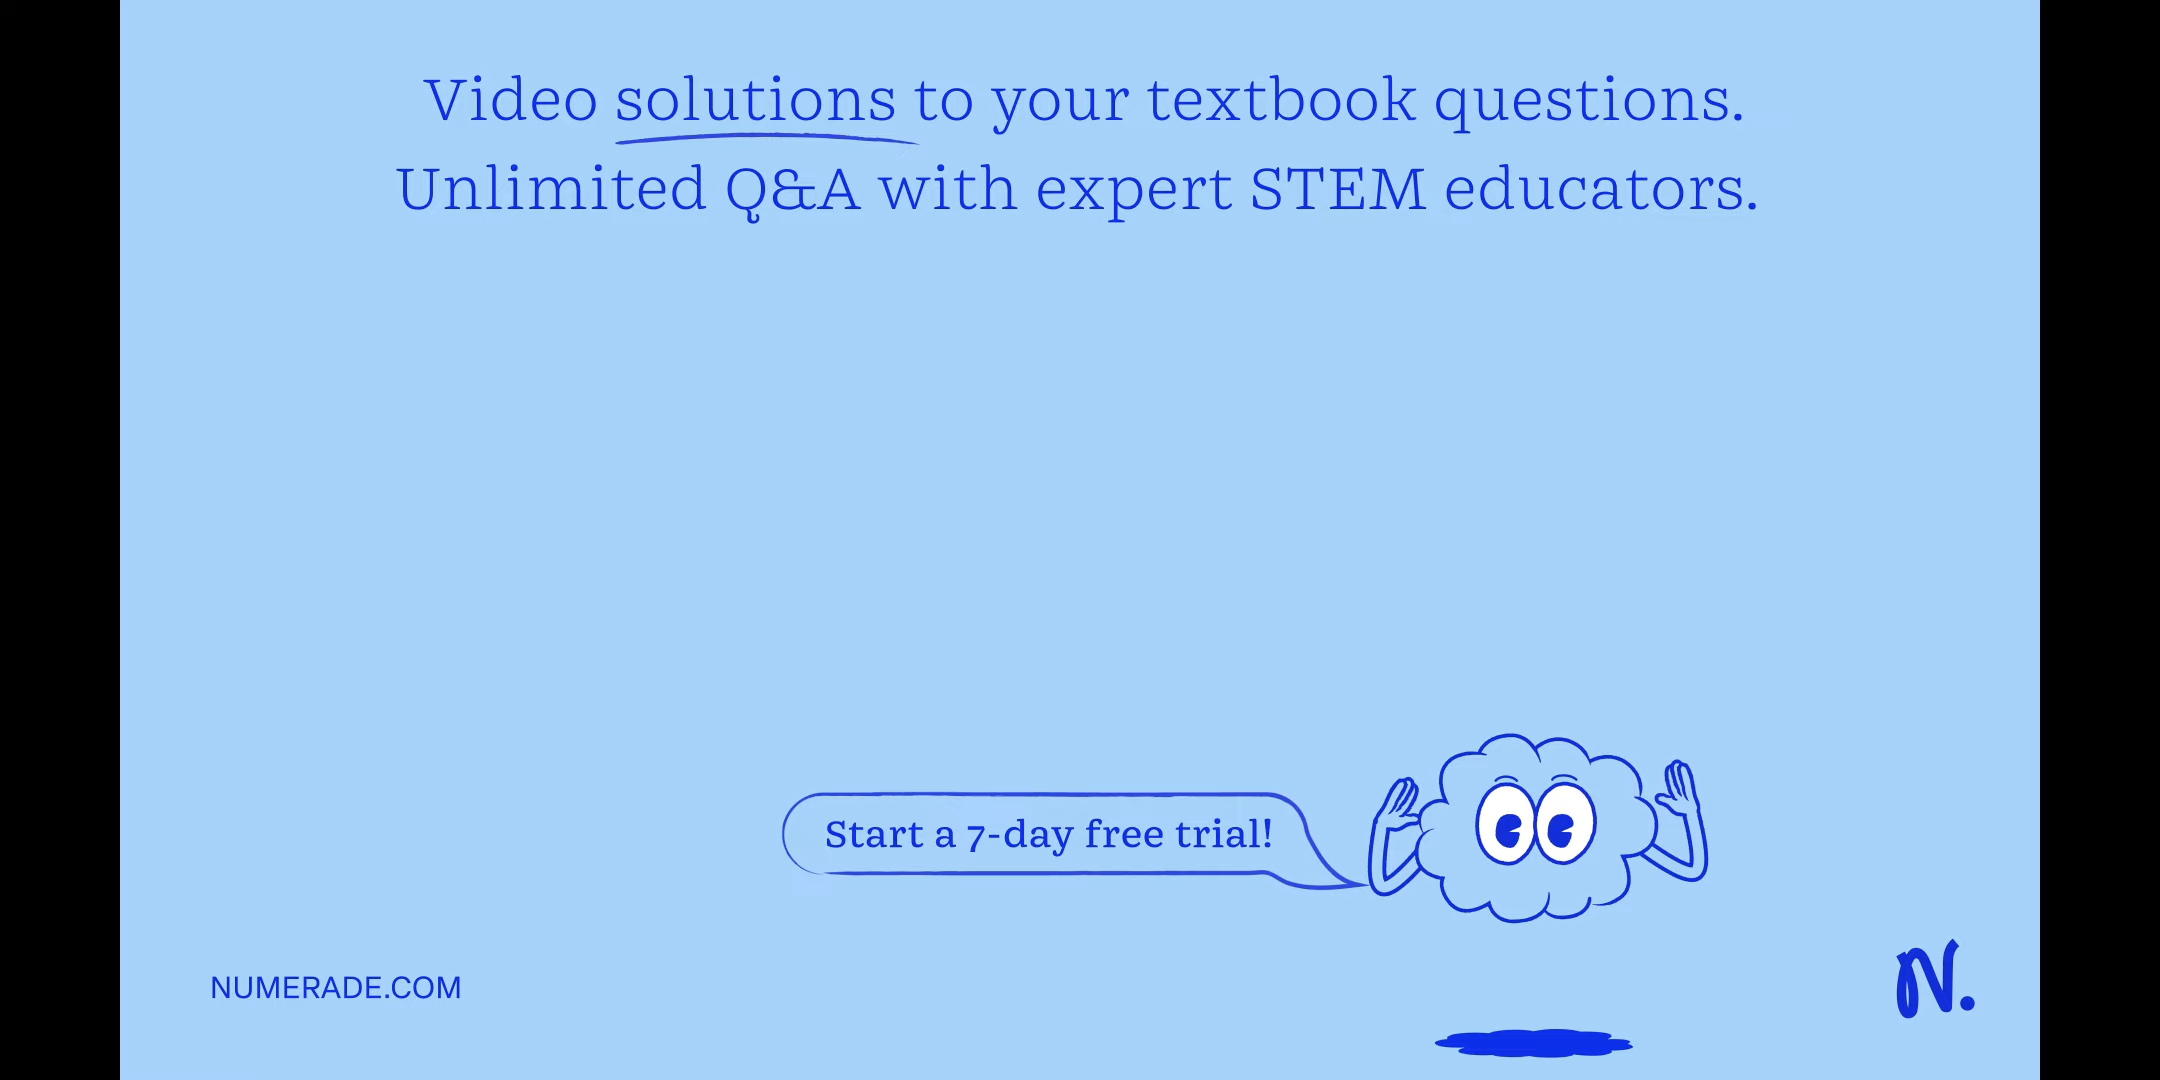 Video solutions to your textbook questions.
Unlimited Q&A with expert STEM educators.
Start a 7-day free trial!
NUMERADE.COM
N.